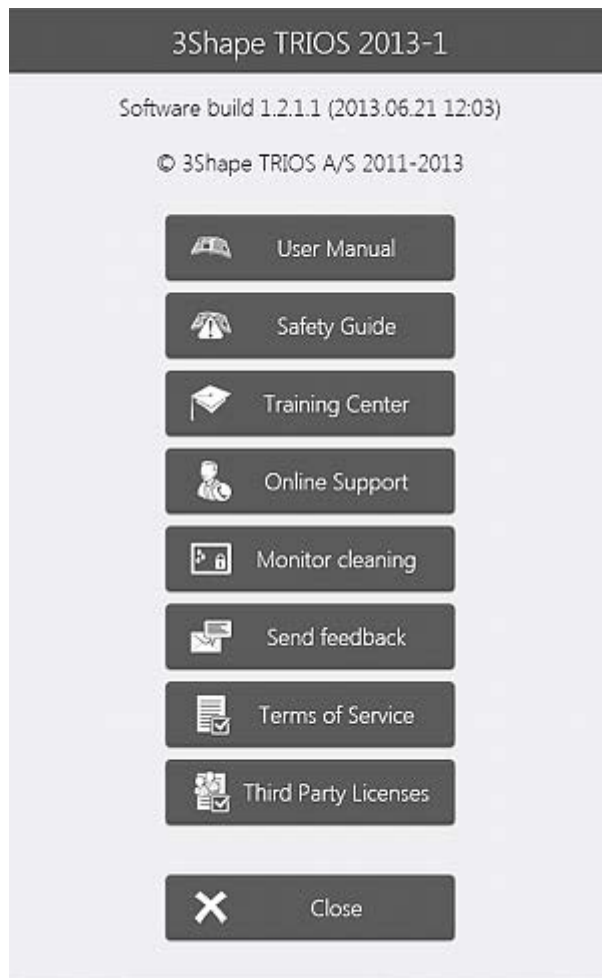 3Shape TRIOS 2013-1
Software build 1.2.1.1 (2013.06.21 12:03)
© 3Shape TRIOS A/S 2011-2013
User Manual
Safety Guide
Training Center
Online Support
Monitor cleaning
Send feedback
Terms of Service
Third Party Licenses
Close